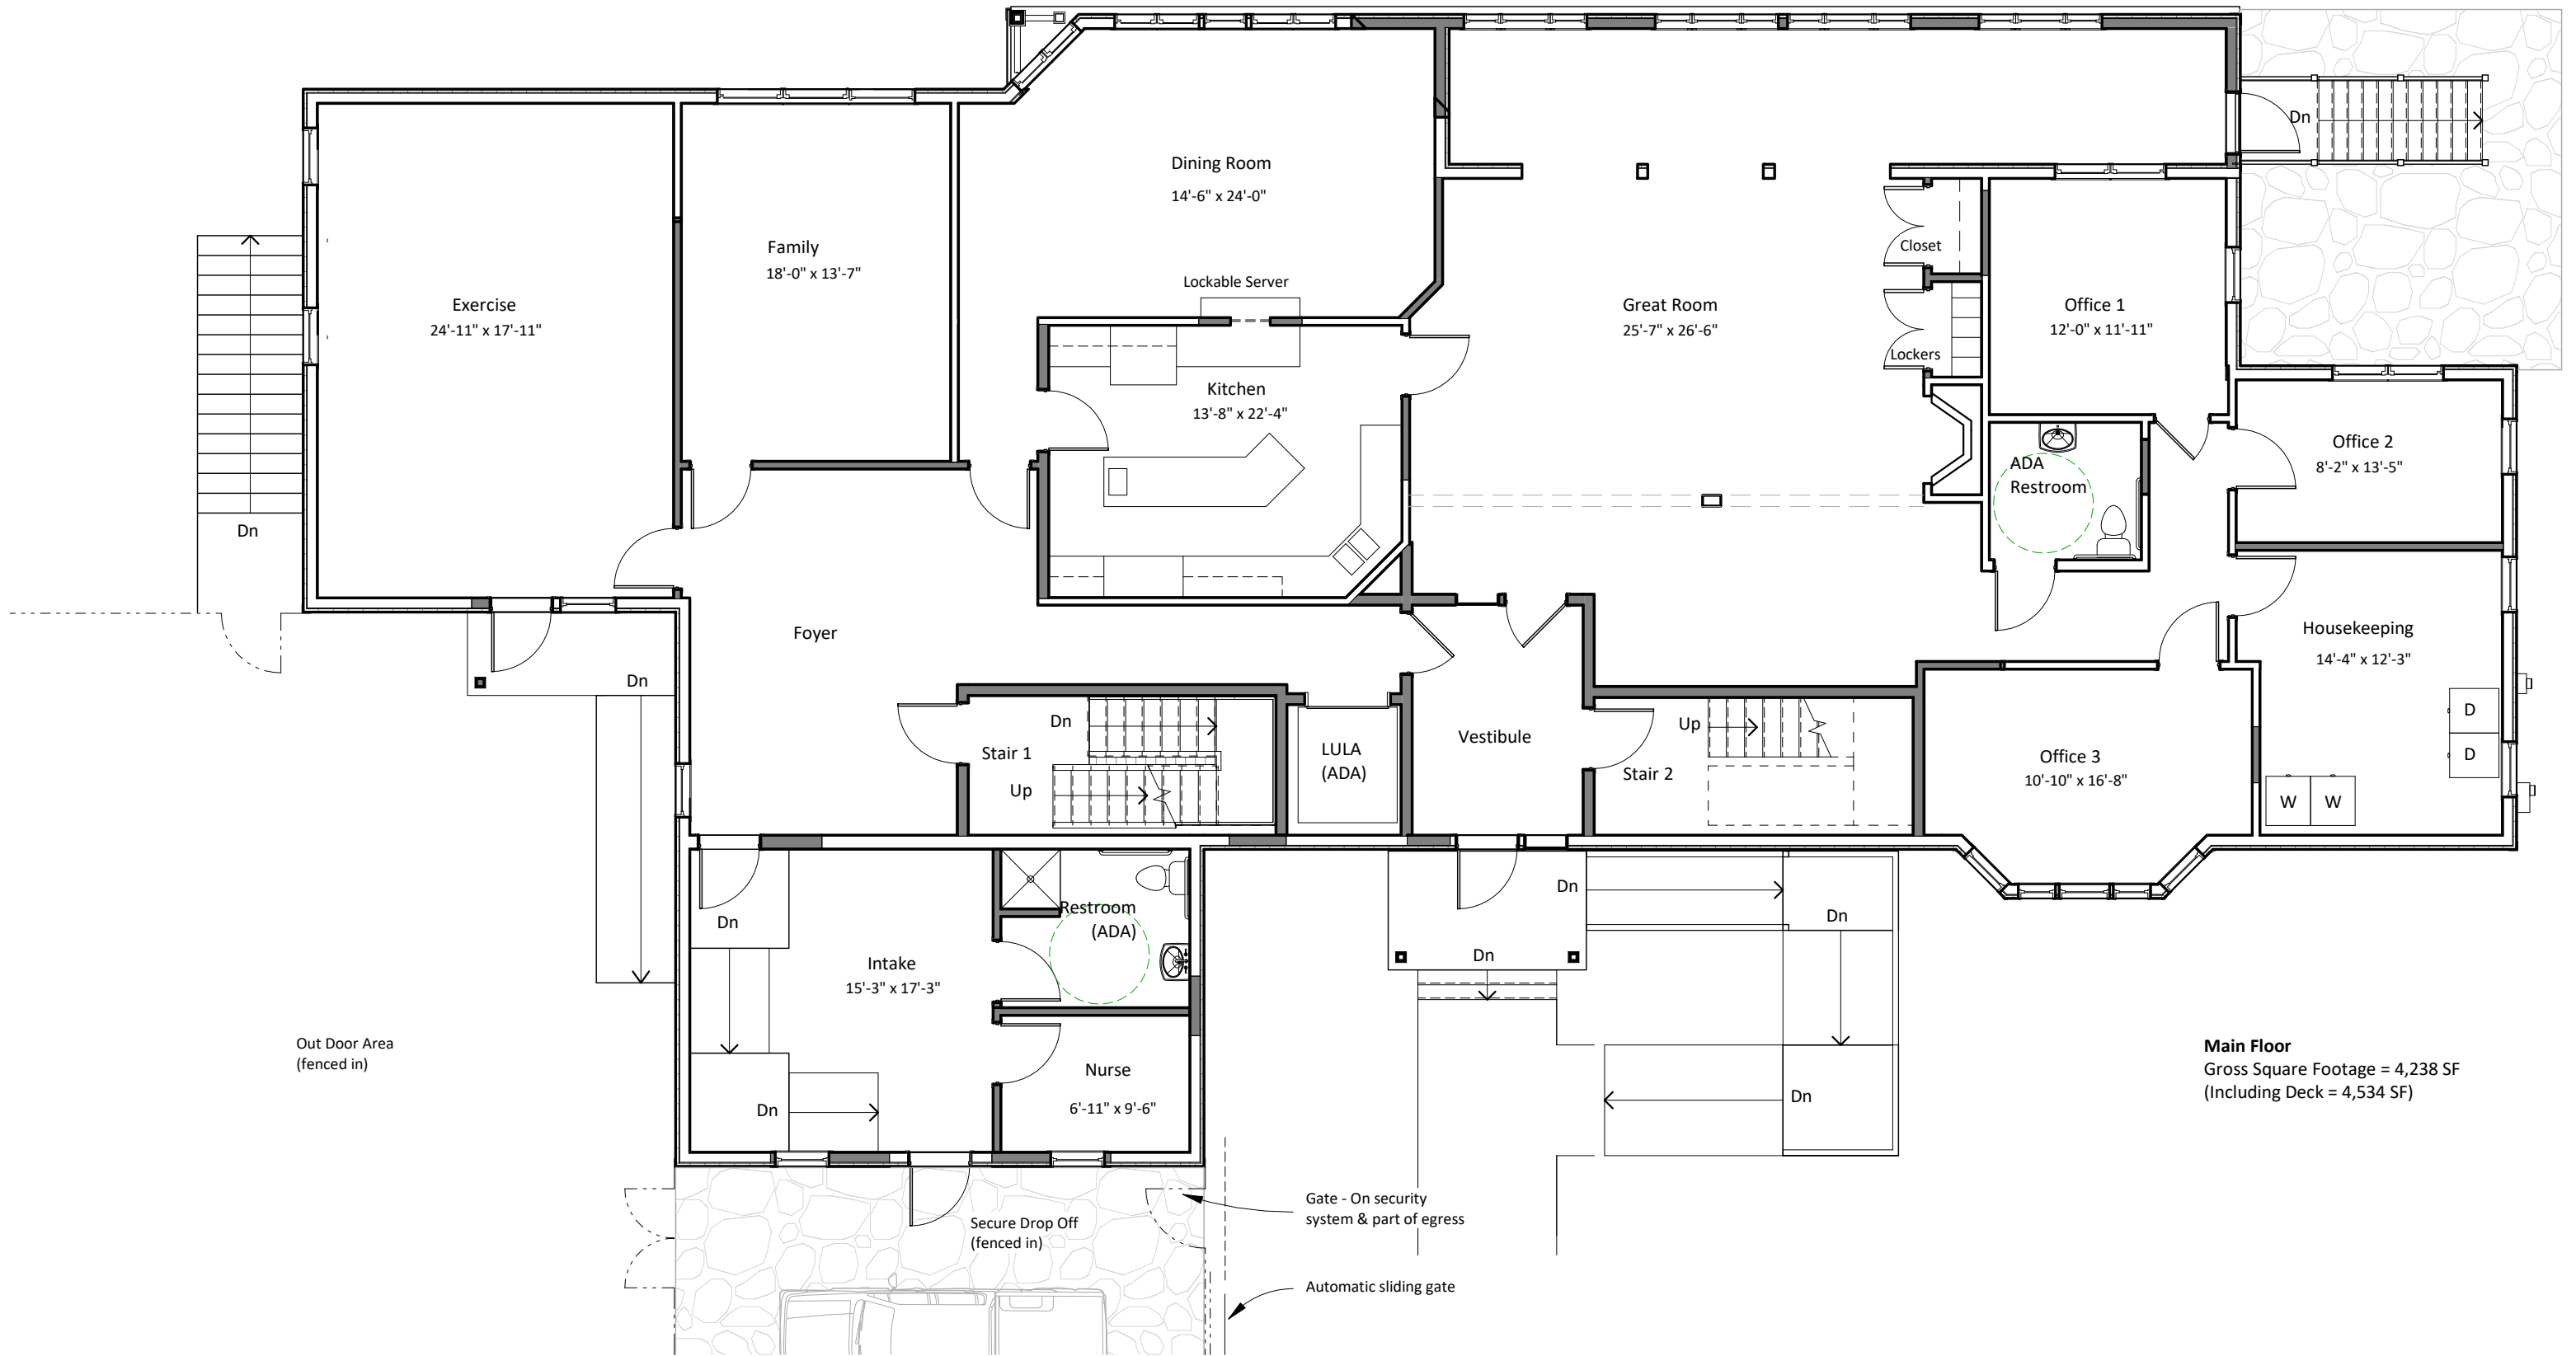 Dn
Dining Room
14'-6" x 24'-0"
Family
18'-0" x 13'-7"
Closet
Lockable Server
Exercise
24'-11" x 17'-11"
Great Room
25'-7" x 26'-6"
Office 1
12'-0" x 11'-11"
Lockers
Kitchen
13'-8" x 22'-4"
Office 2
8'-2" x 13'-5"
ADA
Restroom
Dn
Foyer
Housekeeping
14'-4" x 12'-3"
Dn
Dn
Stair 1
Up
LULA
(ADA)
Vestibule
Up
Stair 2
Office 3
10'-10" x 16'-8"
D
D
W
W
Dn
Restroom
(ADA)
Dn
Dn
Dn
Intake
15'-3" x 17'-3"
Out Door Area
(fenced in)
Nurse
6'-11" x 9'-6"
Dn
Dn
Main Floor
Gross Square Footage = 4,238 SF
(Including Deck = 4,534 SF)
Gate - On security
system & part of egress
Secure Drop Off
(fenced in)
Automatic sliding gate